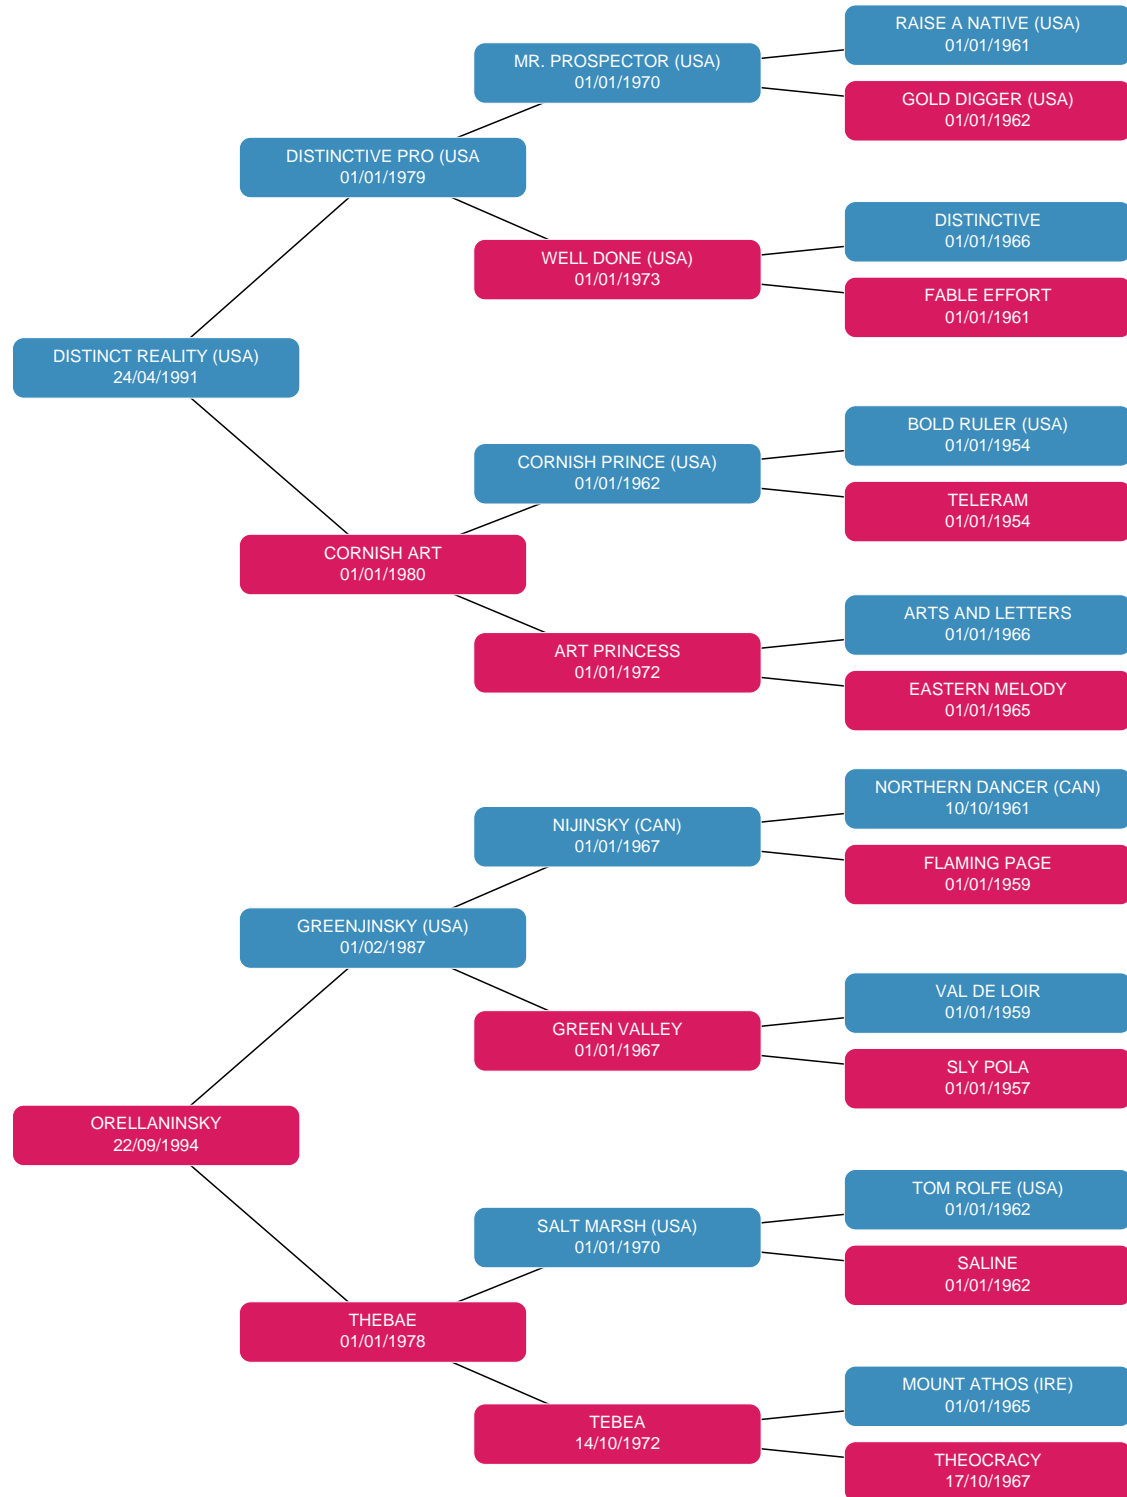 RAISE A NATIVE (USA)
01/01/1961
MR. PROSPECTOR (USA)
01/01/1970
GOLD DIGGER (USA)
01/01/1962
DISTINCTIVE PRO (USA
01/01/1979
DISTINCTIVE
01/01/1966
WELL DONE (USA)
01/01/1973
FABLE EFFORT
01/01/1961
DISTINCT REALITY (USA)
24/04/1991
BOLD RULER (USA)
01/01/1954
CORNISH PRINCE (USA)
01/01/1962
TELERAM
01/01/1954
CORNISH ART
01/01/1980
ARTS AND LETTERS
01/01/1966
ART PRINCESS
01/01/1972
EASTERN MELODY
01/01/1965
NORTHERN DANCER (CAN)
10/10/1961
NIJINSKY (CAN)
01/01/1967
FLAMING PAGE
01/01/1959
GREENJINSKY (USA)
01/02/1987
VAL DE LOIR
01/01/1959
GREEN VALLEY
01/01/1967
SLY POLA
01/01/1957
ORELLANINSKY
22/09/1994
TOM ROLFE (USA)
01/01/1962
SALT MARSH (USA)
01/01/1970
SALINE
01/01/1962
THEBAE
01/01/1978
MOUNT ATHOS (IRE)
01/01/1965
TEBEA
14/10/1972
THEOCRACY
17/10/1967